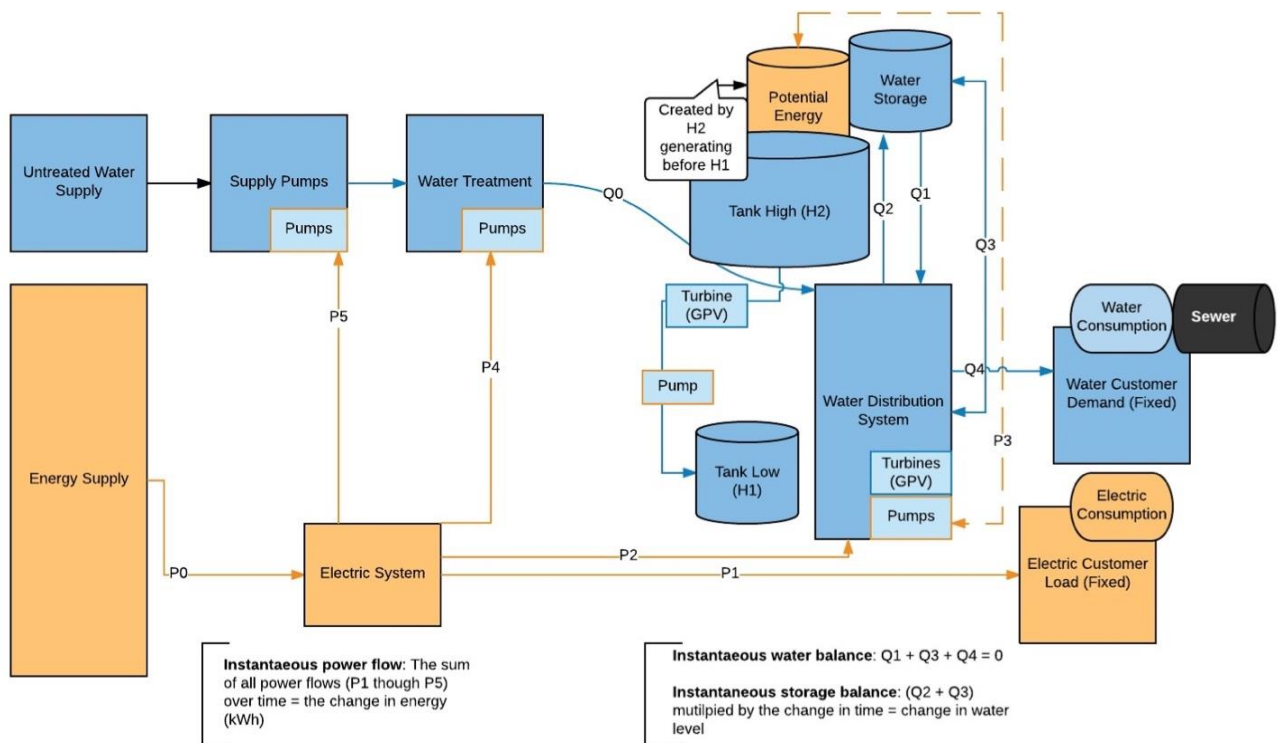 Potential
Energy
Water
Storage
Created by
H2
generating
before H1
Untreated Water
Supply
Supply Pumps
Pumps
Water Treatment
Pumps
Q0
Tank High (H2)
Q2
Q1
Q3
Turbine
(GPV)
P5
P4
Pump
Tank Low
(H1)
Water Distribution
System
Turbines
(GPV)
Pumps
Q4
P3
Water
Consumption
Sewer
Water Customer
Demand (Fixed)
Energy Supply
P0
Electric System
P2
P1
Electric
Consumption
Electric Customer
Load (Fixed)
Instantaeous power flow: The sum
of all power flows (P1 though P5)
over time = the change in energy
(kWh)
Instantaeous water balance: Q1 + Q3 + Q4 = 0
Instantaneous storage balance: (Q2 + Q3)
mutilpied by the change in time = change in water
level